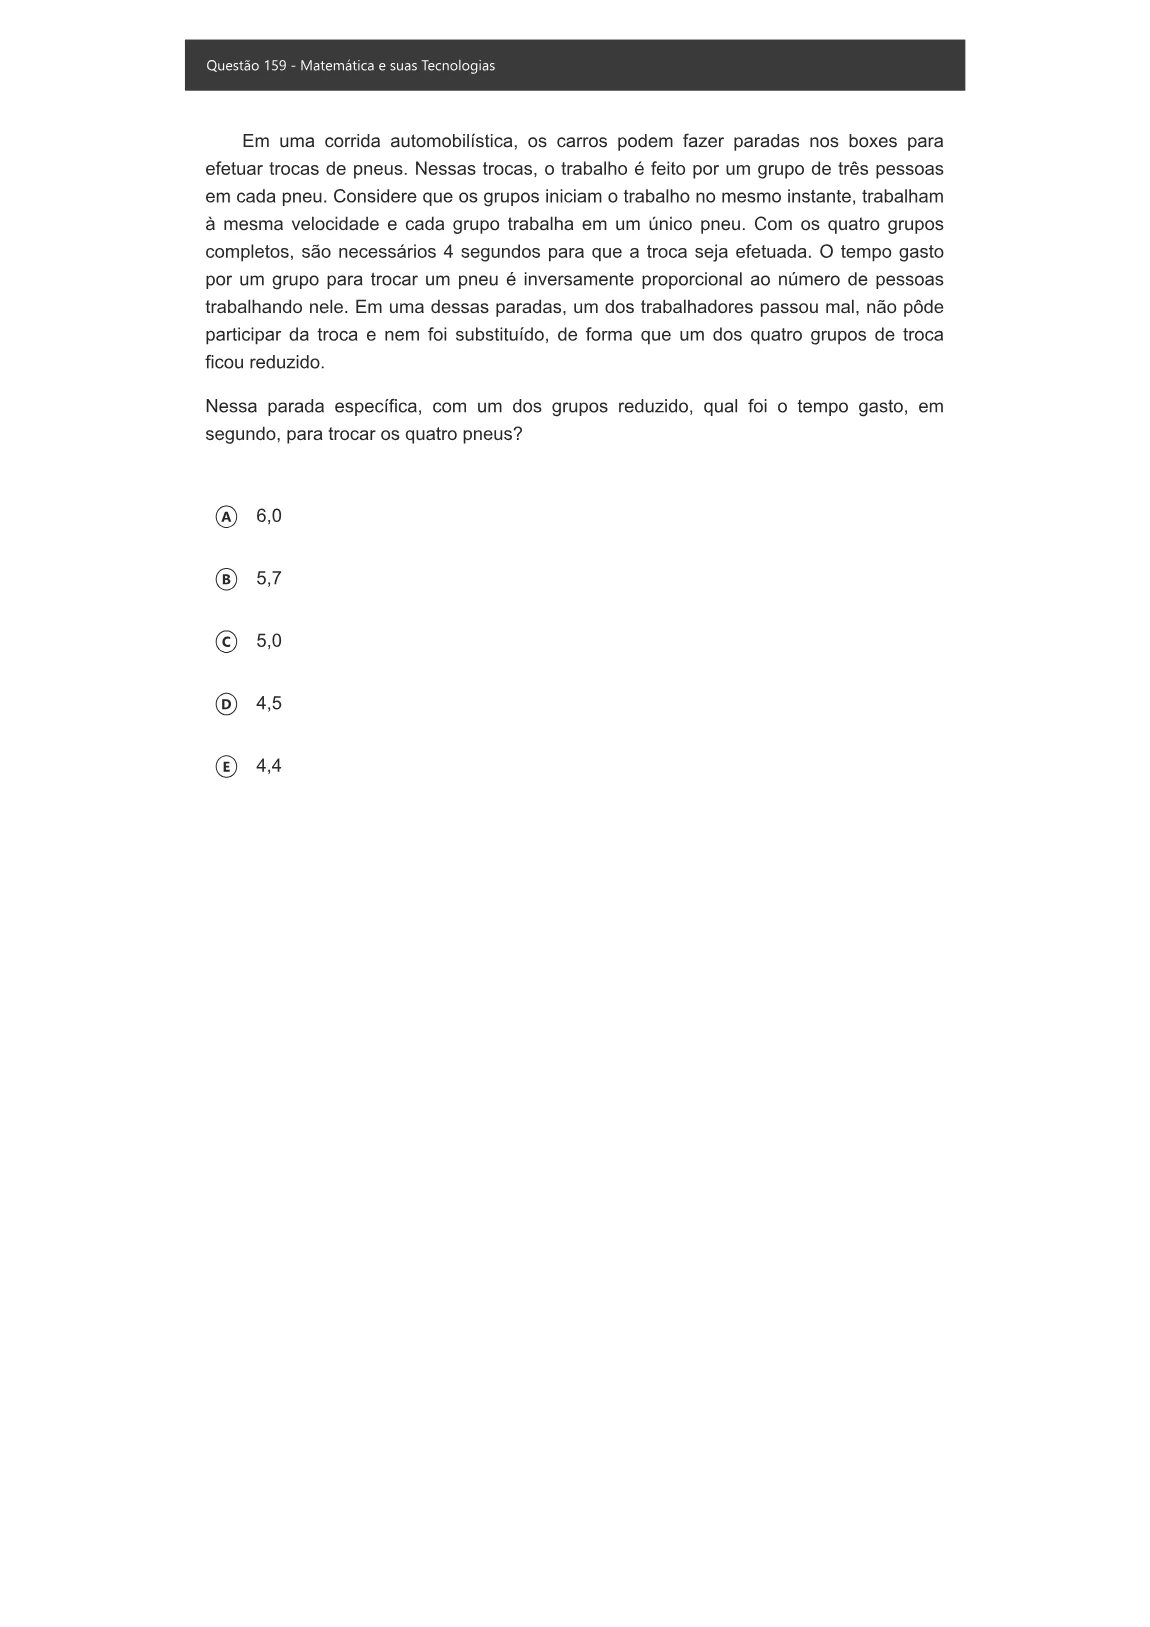 Questão 159 - Matemática e suas Tecnologias
Em uma corrida automobilística, os carros podem fazer paradas nos boxes para
efetuar trocas de pneus. Nessas trocas, o trabalho é feito por um grupo de três pessoas
em cada pneu. Considere que os grupos iniciam o trabalho no mesmo instante, trabalham
à mesma velocidade e cada grupo trabalha em um único pneu. Com os quatro grupos
completos, são necessários 4 segundos para que a troca seja efetuada. O tempo gasto
por um grupo para trocar um pneu é inversamente proporcional ao número de pessoas
trabalhando nele. Em uma dessas paradas, um dos trabalhadores passou mal, não pôde
participar da troca e nem foi substituído, de forma que um dos quatro grupos de troca
ficou reduzido.
Nessa parada específica, com um dos grupos reduzido, qual foi o tempo gasto, em
segundo, para trocar os quatro pneus?
A 6,0
B 5,7
C 5,0
D 4,5
E 4,4